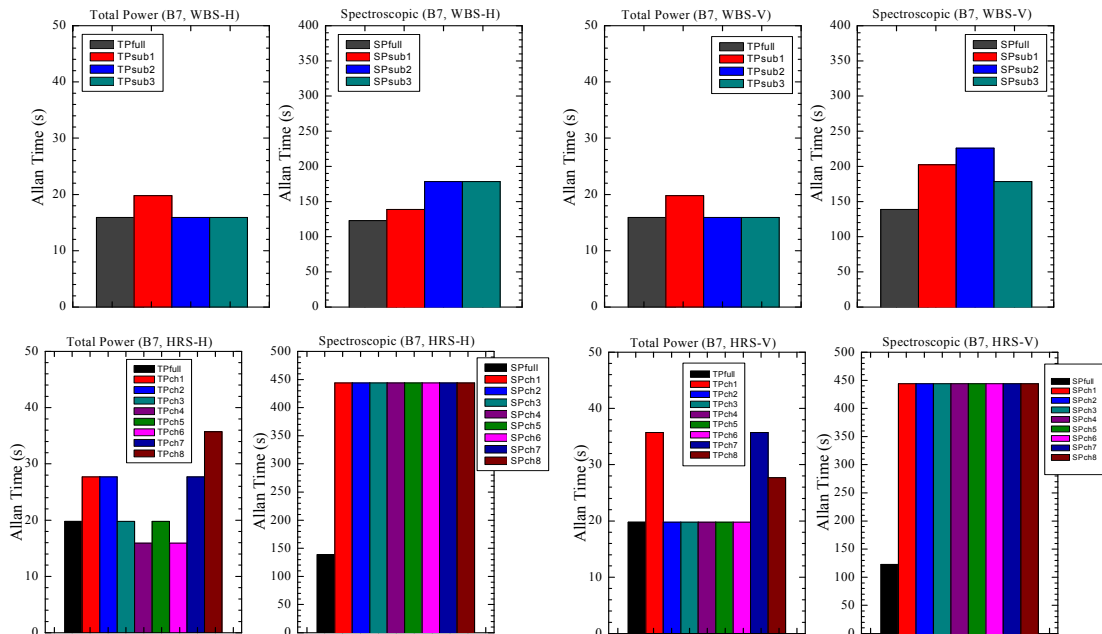 Total Power (B7, WBS-H)
Allan Time (s)
50
40
30
20
10
0
TPfull
TPsub1
TPsub2
TPsub3
Spectroscopic (B7, WBS-H)
Allan Time (s)
400
350
300
250
200
150
100
50
0
SPfull
SPsub1
SPsub2
SPsub3
Total Power (B7, WBS-V)
Allan Time (s)
50
40
30
20
10
0
TPfull
TPsub1
TPsub2
TPsub3
Spectroscopic (B7, WBS-V)
Allan Time (s)
400
350
300
250
200
150
100
50
0
SPfull
SPsub1
SPsub2
SPsub3
Total Power (B7, HRS-H)
Allan Time (s)
50
40
30
20
10
0
TPfull
TPch1
TPch2
TPch3
TPch4
TPch5
TPch6
TPch7
TPch8
Spectroscopic (B7, HRS-H)
Allan Time (s)
500
450
400
350
300
250
200
150
100
50
0
SPfull
SPch1
SPch2
SPch3
SPch4
SPch5
SPch6
SPch7
SPch8
Total Power (B7, HRS-V)
Allan Time (s)
50
40
30
20
10
0
TPfull
TPch1
TPch2
TPch3
TPch4
TPch5
TPch6
TPch7
TPch8
Spectroscopic (B7, HRS-V)
Allan Time (s)
500
450
400
350
300
250
200
150
100
50
0
SPfull
SPch1
SPch2
SPch3
SPch4
SPch5
SPch6
SPch7
SPch8